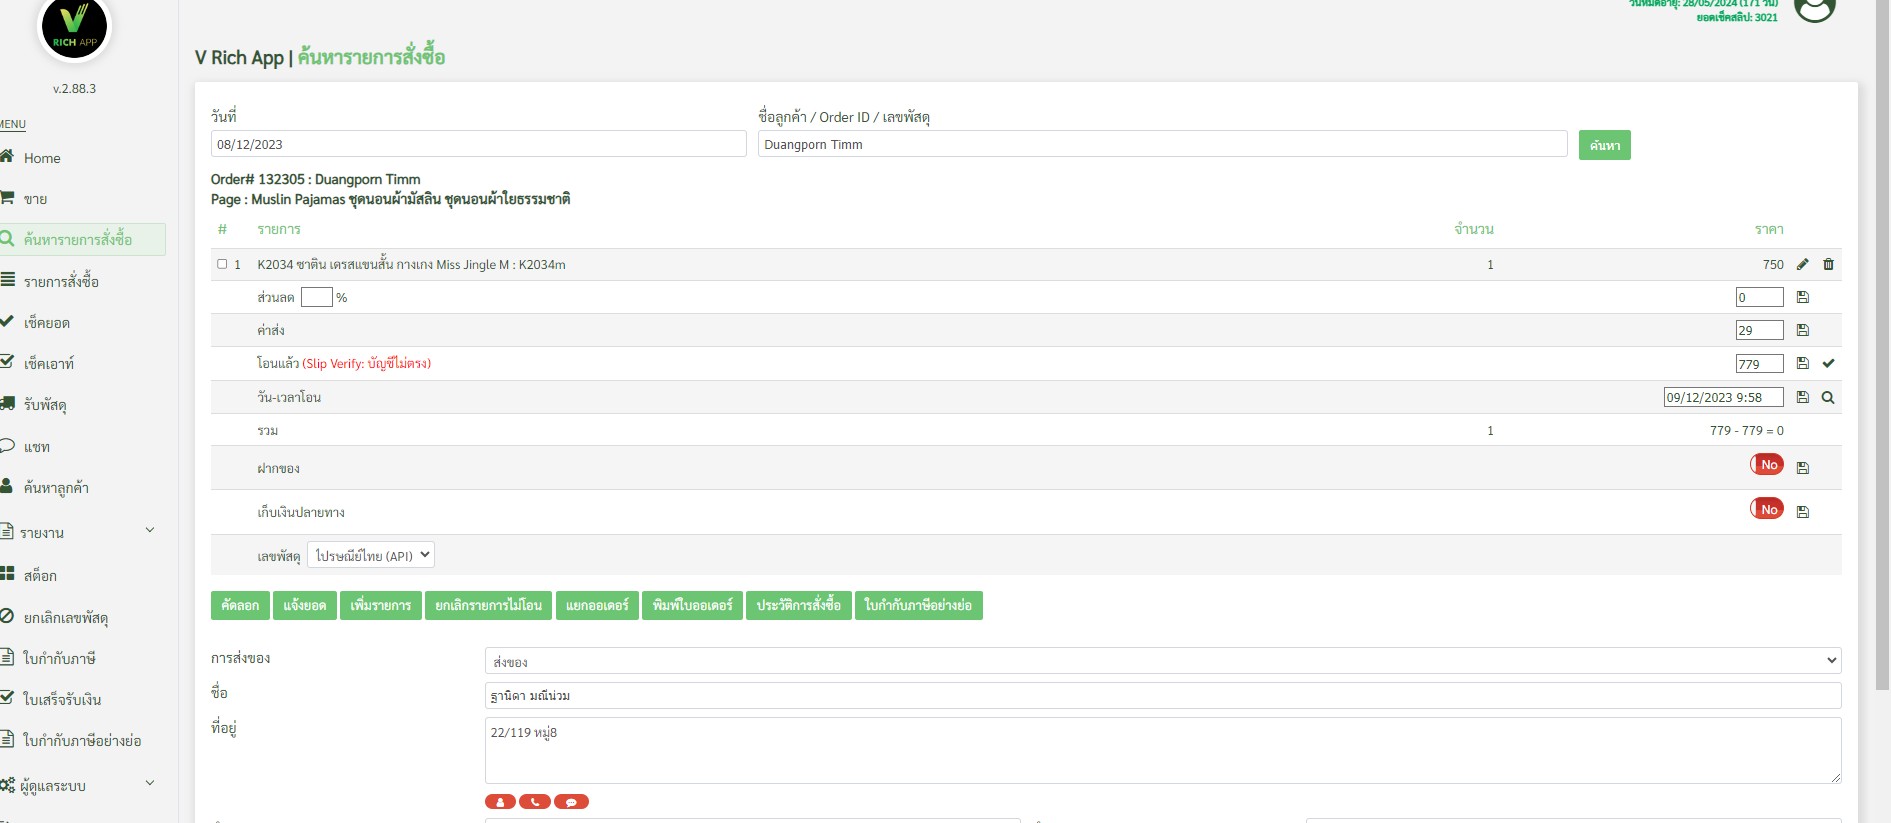 วันหมดอายุ: 28/05/2024 (171 วัน)
ยอดเช็คสลิป: 3021
V
RICH APP
v.2.88.3
MENU
Home
ขาย
ค้นหารายการสั่งซื้อ
รายการสั่งซื้อ
เช็คยอด
เช็คเอาท์
รับพัสดุ
แชท
ค้นหาลูกค้า
รายงาน
สต็อก
ยกเลิกเลขพัสดุ
ใบกำกับภาษี
ใบเสร็จรับเงิน
ใบกำกับภาษีอย่างย่อ
ผู้ดูแลระบบ
V Rich App | ค้นหารายการสั่งซื้อ
วันที่ ชื่อลูกค้า / Order ID / เลขพัสดุ
08/12/2023 Duangporn Timm ค้นหา
Order# 132305 : Duangporn Timm
Page : Muslin Pajamas ชุดนอนผ้ามัสลิน ชุดนอนผ้าใยธรรมชาติ
# รายการ จำนวน ราคา
1 K2034 ซาติน เดรสแขนสั้น กางเกง Miss Jingle M : K2034m 1 750
ส่วนลด % 0
ค่าส่ง 29
โอนแล้ว (Slip Verify: บัญชีไม่ตรง) 779
วัน-เวลาโอน 09/12/2023 9:58
รวม 1 779 - 779 = 0
ฝากของ No
เก็บเงินปลายทาง No
เลขพัสดุ ไปรษณีย์ไทย (API)
คัดลอก แจ้งยอด เพิ่มรายการ ยกเลิกรายการไม่โอน แยกออเดอร์ พิมพ์ใบออเดอร์ ประวัติการสั่งซื้อ ใบกำกับภาษีอย่างย่อ
การส่งของ ส่งของ
ชื่อ ฐานิดา มณีน่วม
ที่อยู่ 22/119 หมู่8